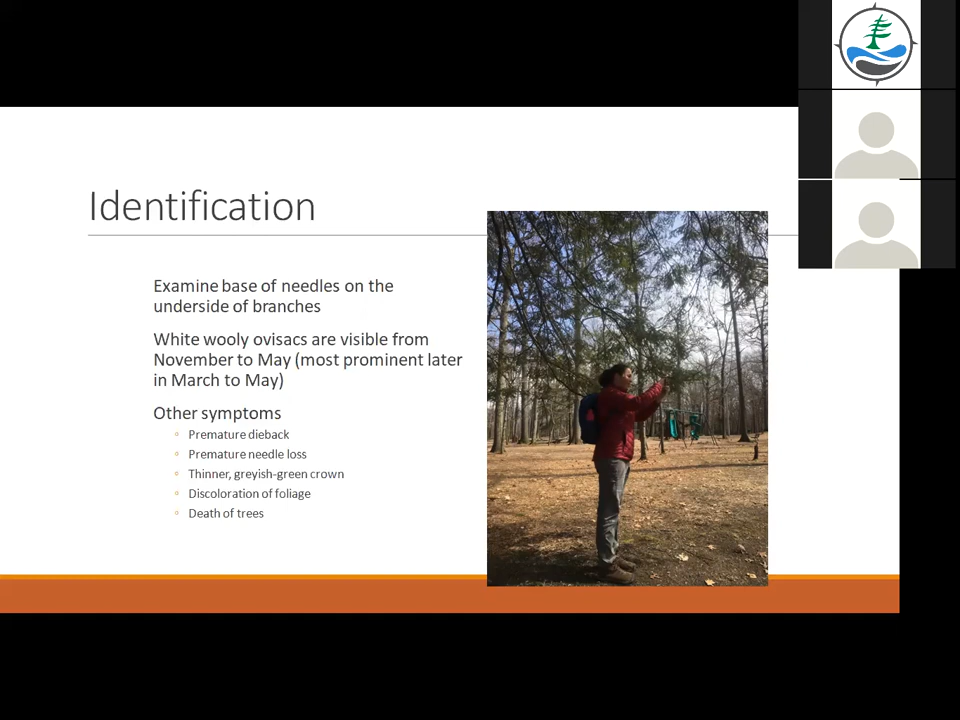 Identification
Examine base of needles on the
underside of branches
White wooly ovisacs are visible from
November to May (most prominent later
in March to May)
Other symptoms
◦ Premature dieback
◦ Premature needle loss
◦ Thinner, greyish-green crown
◦ Discoloration of foliage
◦ Death of trees